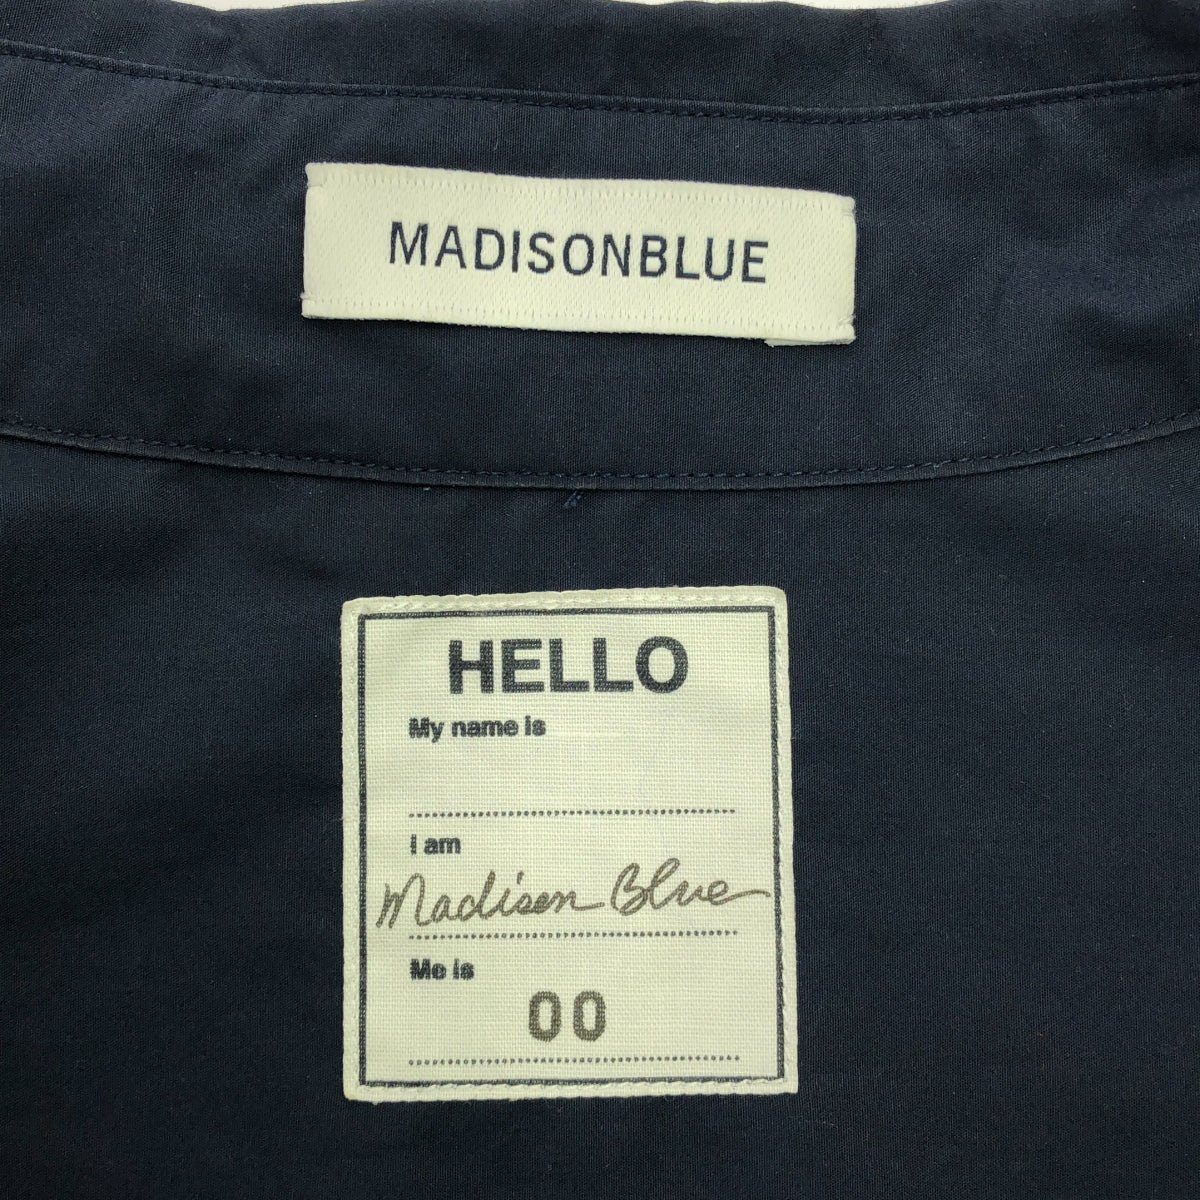 MADISONBLUE
HELLO
My name is
I am
Madison Blue
Me is
00